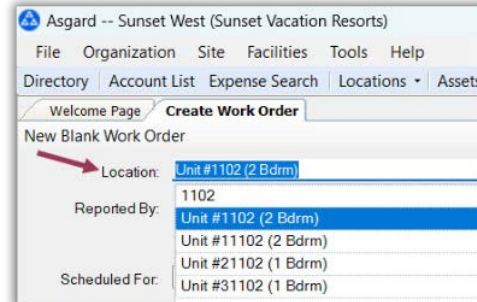 Asgard -- Sunset West (Sunset Vacation Resorts)
File Organization Site Facilities Tools Help
Directory Account List Expense Search Locations Assets
Welcome Page Create Work Order
New Blank Work Order
Location: Unit #1102 (2 Bdrm)
1102
Reported By: Unit #1102 (2 Bdrm)
Unit #11102 (2 Bdrm)
Unit #21102 (1 Bdrm)
Scheduled For: Unit #31102 (1 Bdrm)